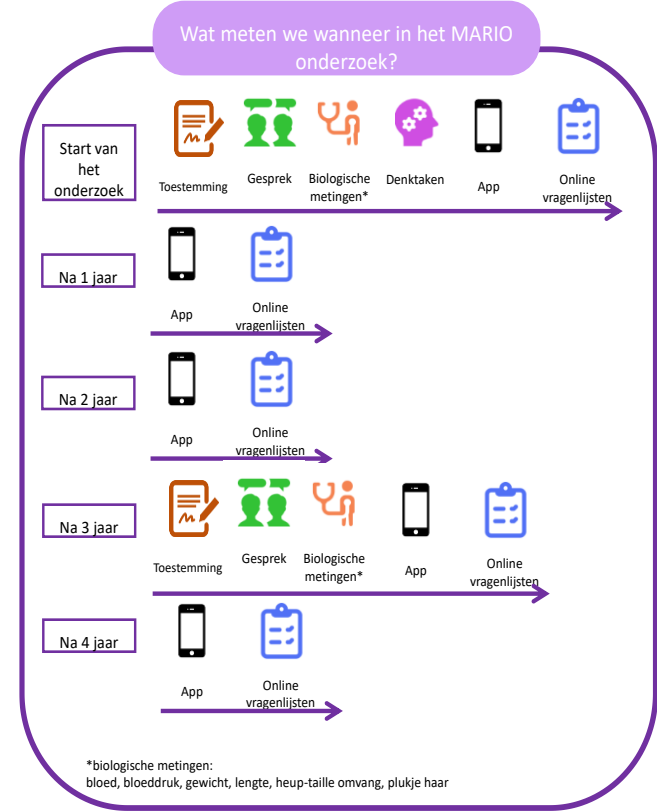 Wat meten we wanneer in het MARIO
onderzoek?
Start van
het
onderzoek
Toestemming
Gesprek
Biologische
metingen*
Denktaken
App
Online
vragenlijsten
Na 1 jaar
App
Online
vragenlijsten
Na 2 jaar
App
Online
vragenlijsten
Na 3 jaar
Toestemming
Gesprek
Biologische
metingen*
App
Online
vragenlijsten
Na 4 jaar
App
Online
vragenlijsten
*biologische metingen:
bloed, bloeddruk, gewicht, lengte, heup-taille omvang, plukje haar